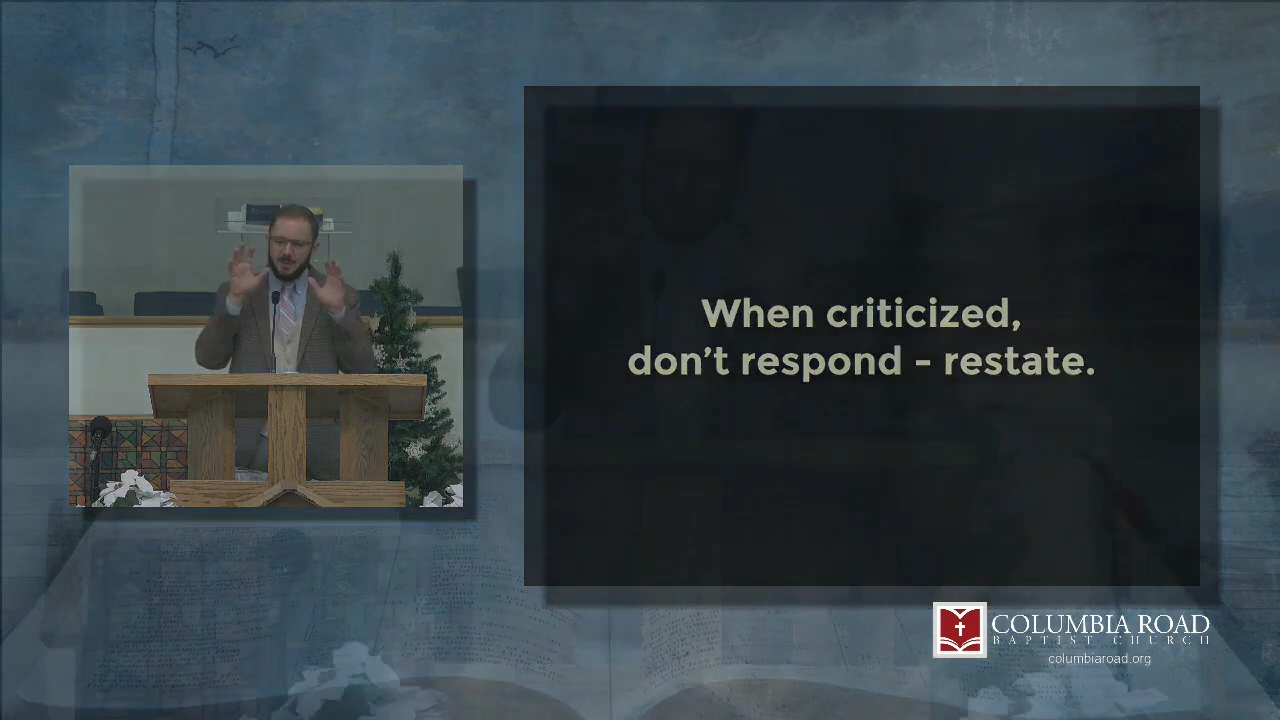 When criticized,
don’t respond - restate.
COLUMBIA ROAD
BAPTIST CHURCH
columbiaroad.org